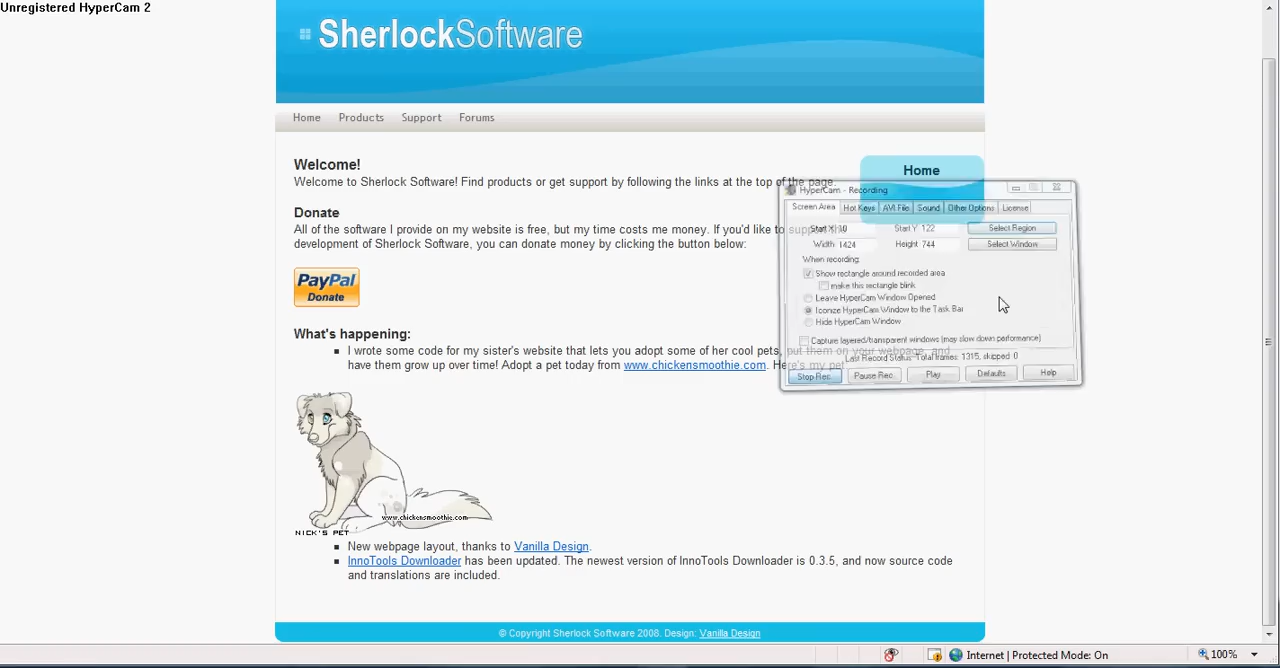 Unregistered HyperCam 2
SherlockSoftware
Home Products Support Forums
Home
Welcome!
Welcome to Sherlock Software! Find products or get support by following the links at the top of the page.
Donate
All of the software I provide on my website is free, but my time costs me money. If you'd like to support the
development of Sherlock Software, you can donate money by clicking the button below:
PayPal
Donate
What's happening:
I wrote some code for my sister's website that lets you adopt some of her cool pets, put them on your webpage, and
have them grow up over time! Adopt a pet today from www.chickensmoothie.com. Here's my pet
www.chickensmoothie.com
NICK'S PET
New webpage layout, thanks to Vanilla Design.
InnoTools Downloader has been updated. The newest version of InnoTools Downloader is 0.3.5, and now source code
and translations are included.
© Copyright Sherlock Software 2008. Design: Vanilla Design
HyperCam - Recording
Screen Area Hot Keys AVI File Sound Other Options License
Start X 10 Start Y 122 Select Region
Width 1424 Height 744 Select Window
When recording:
Show rectangle around recorded area
make this rectangle blink
Leave HyperCam Window Opened
Iconize HyperCam Window to the Task Bar
Hide HyperCam Window
Capture layered/transparent windows (may slow down performance)
Last Record Status: Total frames: 1315, skipped 0
Stop Rec. Pause Rec. Play Defaults Help
Internet | Protected Mode: On
100%